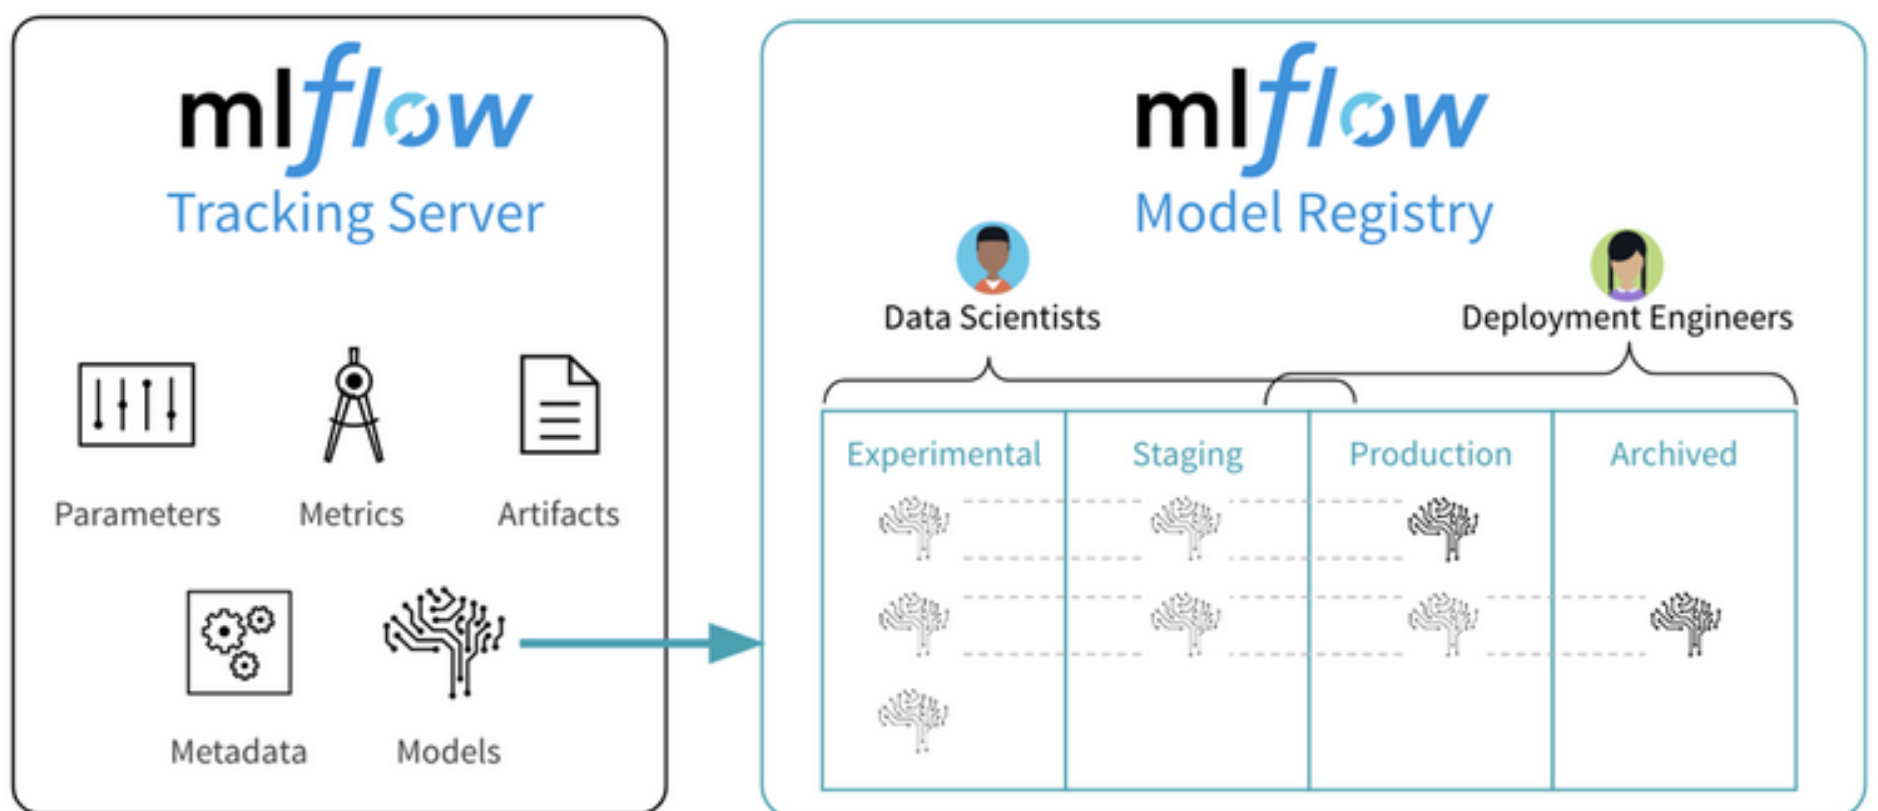 mlflow
Tracking Server
Parameters Metrics Artifacts
Metadata Models
mlflow
Model Registry
Data Scientists Deployment Engineers
Experimental Staging Production Archived